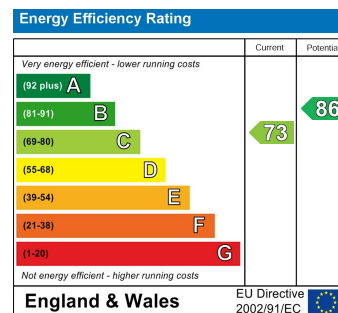 Energy Efficiency Rating
Current Potentia
Very energy efficient - lower running costs
(92 plus) A
(81-91) B
(69-80) C
(55-68) D
(39-54) E
(21-38) F
(1-20) G
73
86
Not energy efficient - higher running costs
England & Wales
EU Directive
2002/91/EC